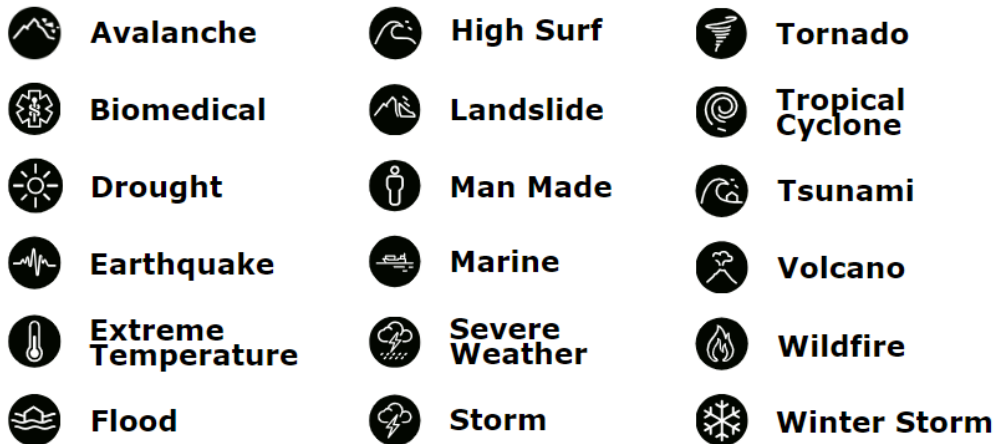 Avalanche
Biomedical
Drought
Earthquake
Extreme
Temperature
Flood
High Surf
Landslide
Man Made
Marine
Severe
Weather
Storm
Tornado
Tropical
Cyclone
Tsunami
Volcano
Wildfire
Winter Storm